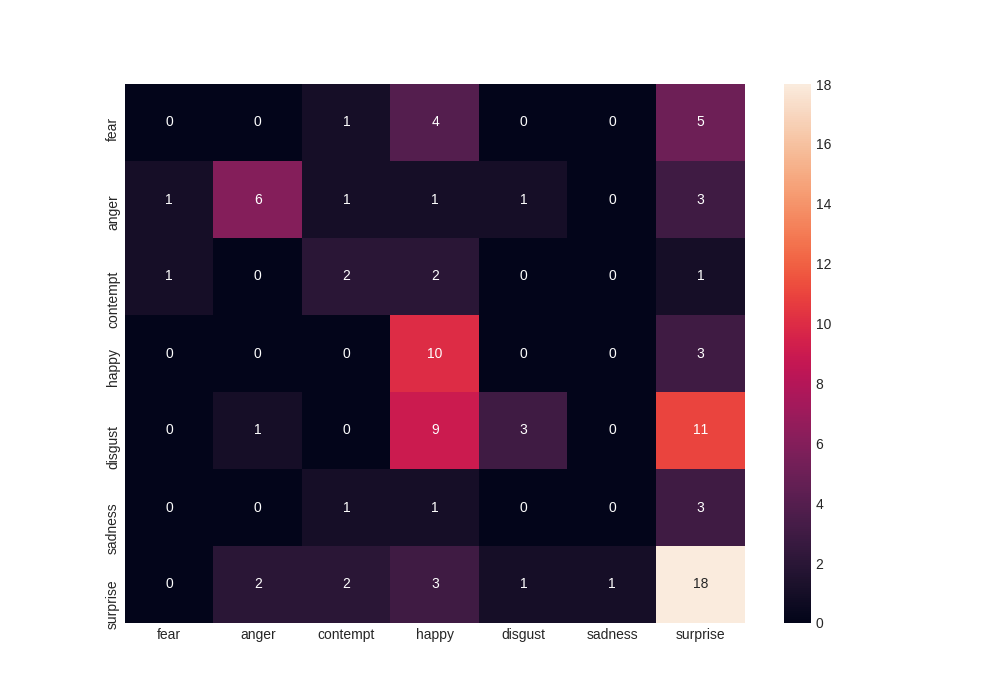 18
fear 0 0 1 4 0 0 5
16
14
anger 1 6 1 1 1 0 3
12
contempt 1 0 2 2 0 0 1
10
happy 0 0 0 10 0 0 3
8
disgust 0 1 0 9 3 0 11
6
4
sadness 0 0 1 1 0 0 3
2
surprise 0 2 2 3 1 1 18
0
fear anger contempt happy disgust sadness surprise